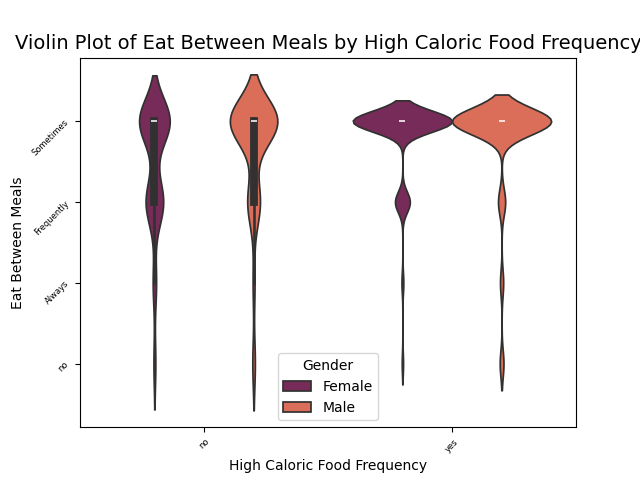 Violin Plot of Eat Between Meals by High Caloric Food Frequency
Eat Between Meals
Sometimes
Frequently
Always
no
Gender
Female
Male
no
yes
High Caloric Food Frequency